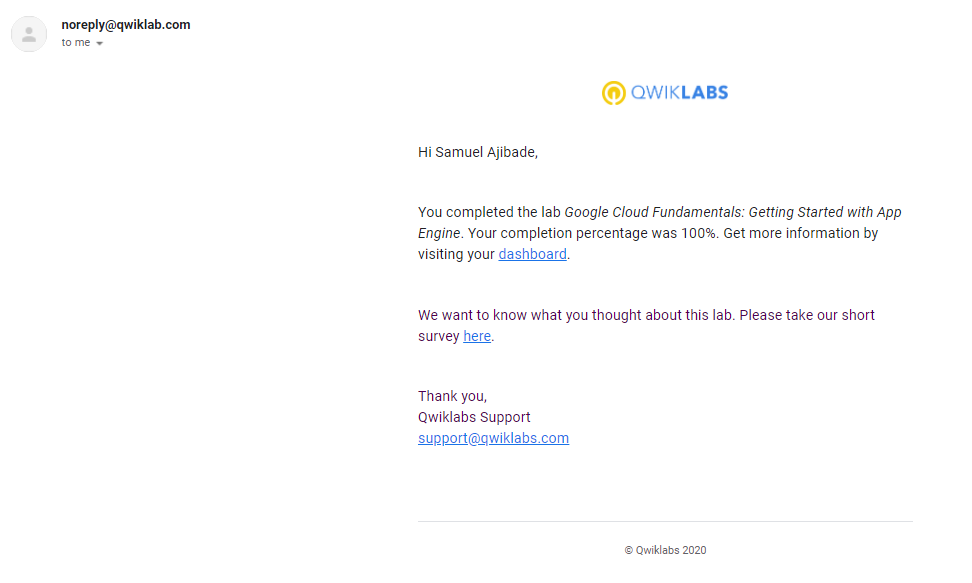 noreply@qwiklab.com
to me
QWIKLABS
Hi Samuel Ajibade,
You completed the lab Google Cloud Fundamentals: Getting Started with App
Engine. Your completion percentage was 100%. Get more information by
visiting your dashboard.
We want to know what you thought about this lab. Please take our short
survey here.
Thank you,
Qwiklabs Support
support@qwiklabs.com
© Qwiklabs 2020